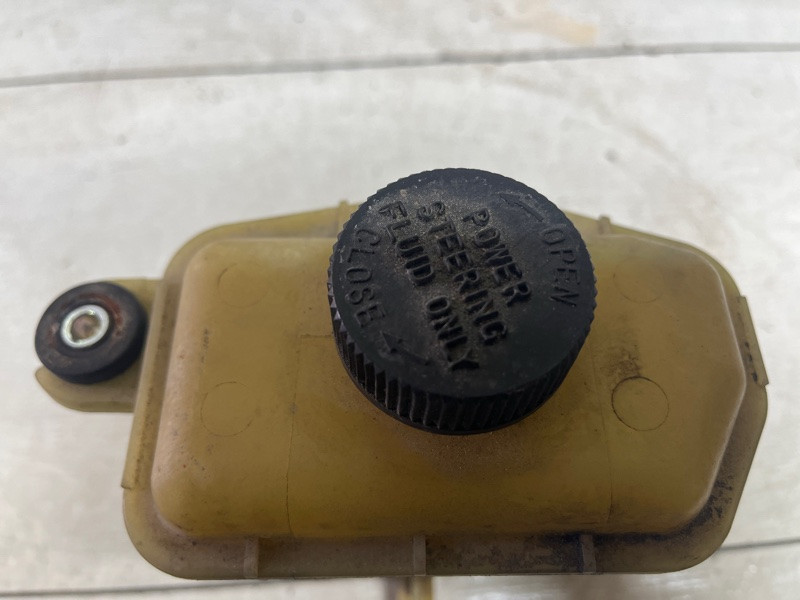 OPEN
POWER
STEERING
FLUID ONLY
CLOSE